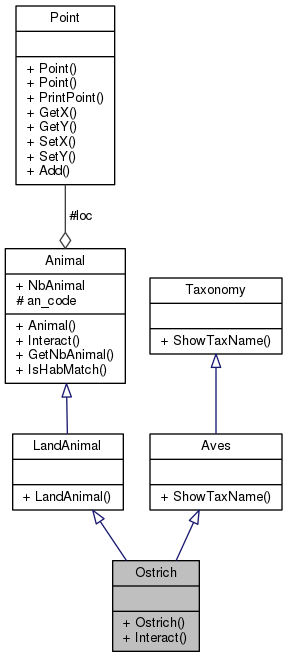 Point
+ Point()
+ Point()
+ PrintPoint()
+ GetX()
+ GetY()
+ SetX()
+ SetY()
+ Add()
#loc
Animal
+ NbAnimal
# an_code
+ Animal()
+ Interact()
+ GetNbAnimal()
+ IsHabMatch()
Taxonomy
+ ShowTaxName()
LandAnimal
+ LandAnimal()
Aves
+ ShowTaxName()
Ostrich
+ Ostrich()
+ Interact()